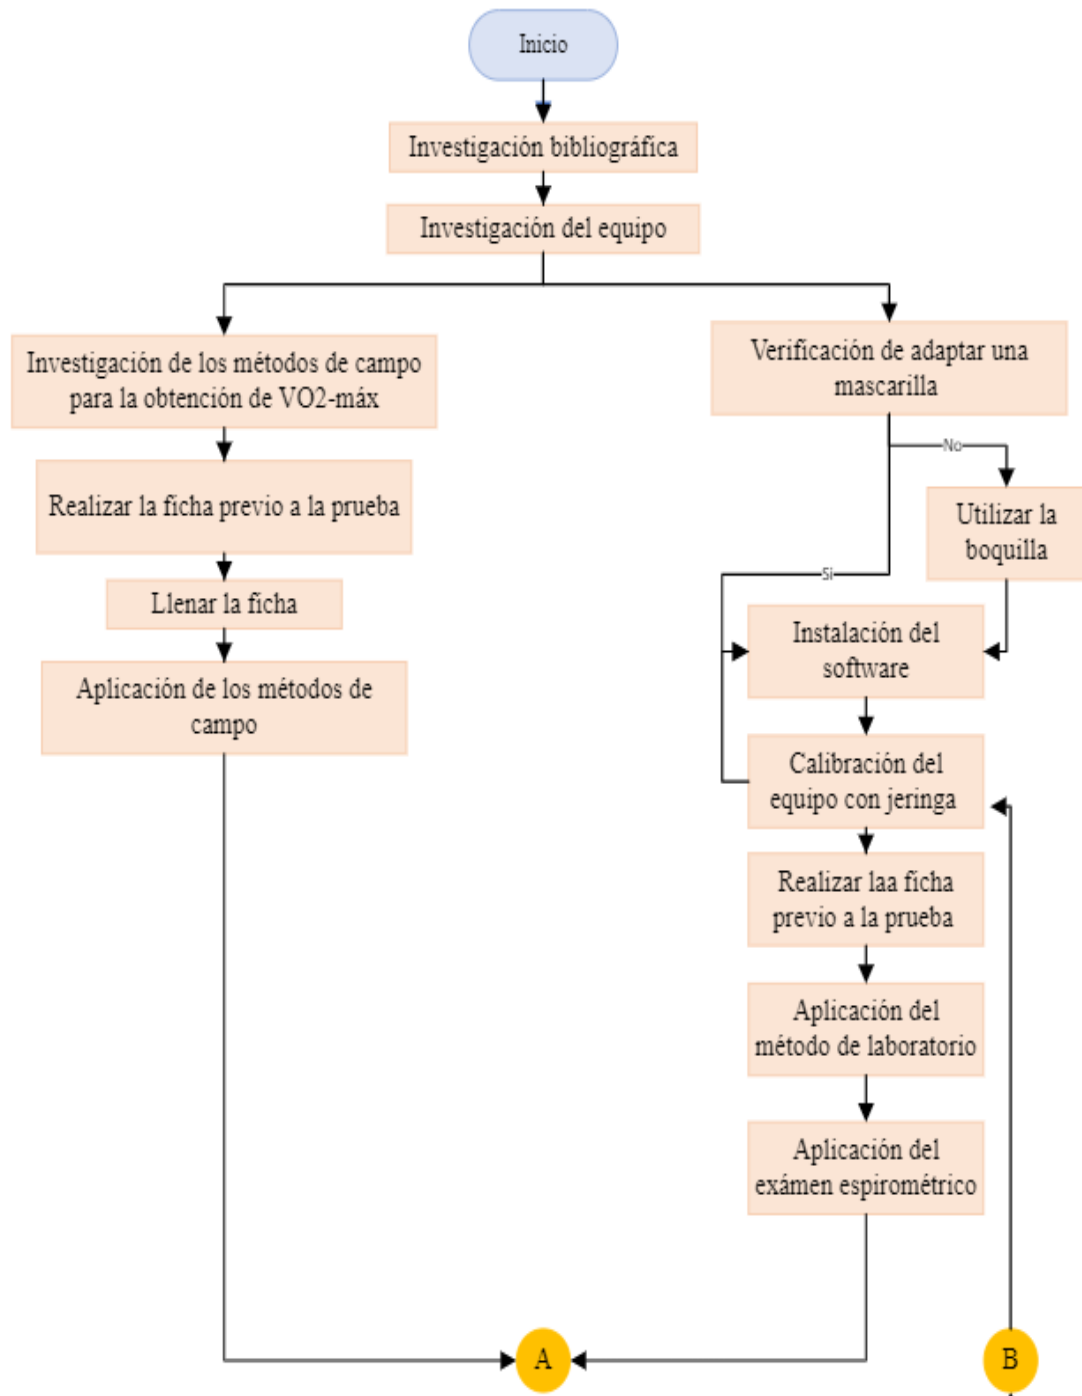 Inicio
Investigación bibliográfica
Investigación del equipo
Investigación de los métodos de campo
para la obtención de VO2-máx
Realizar la ficha previo a la prueba
Llenar la ficha
Aplicación de los métodos de
campo
Verificación de adaptar una
mascarilla
No
Utilizar la
boquilla
Si
Instalación del
software
Calibración del
equipo con jeringa
Realizar laa ficha
previo a la prueba
Aplicación del
método de laboratorio
Aplicación del
exámen espirométrico
A
B